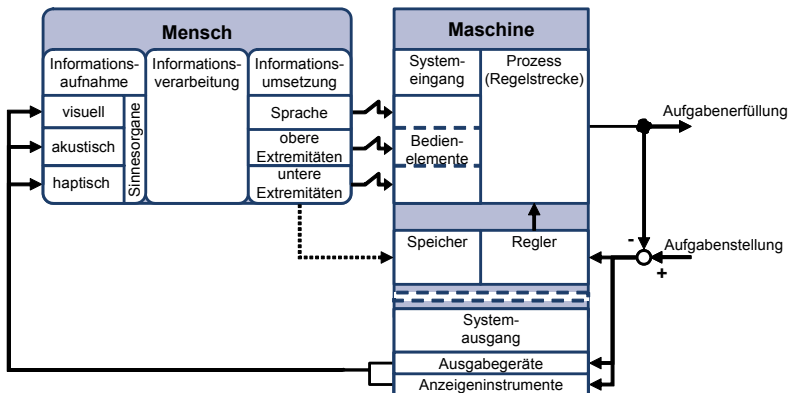 Mensch
Informations-
aufnahme
visuell
akustisch
haptisch
Sinnesorgane
Informations-
verarbeitung
Informations-
umsetzung
Sprache
obere
Extremitäten
untere
Extremitäten
Maschine
System-
eingang
Bedien-
elemente
Prozess
(Regelstrecke)
Speicher
Regler
System-
ausgang
Ausgabegeräte
Anzeigeninstrumente
Aufgabenerfüllung
-
Aufgabenstellung
+